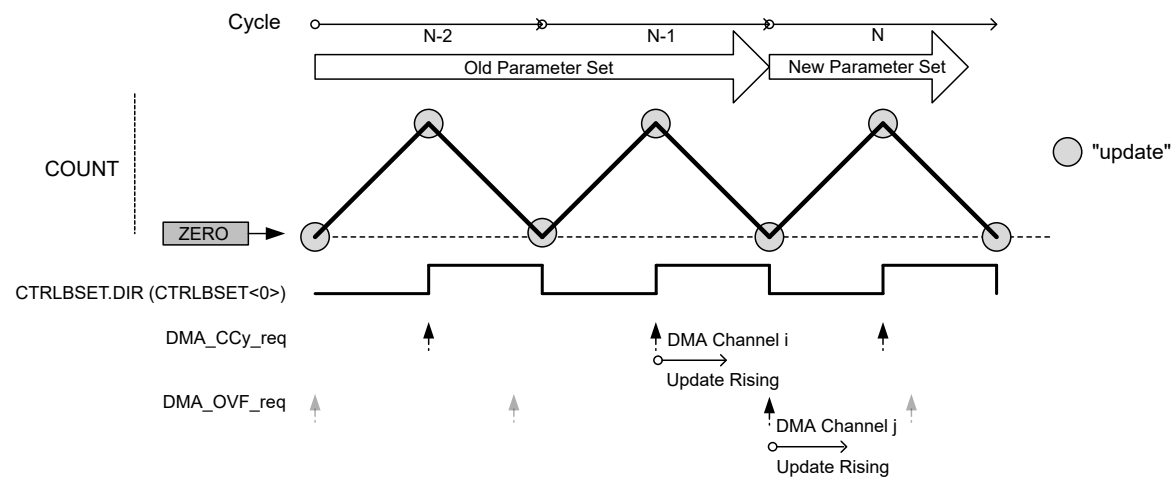 Cycle
N-2
N-1
N
Old Parameter Set
New Parameter Set
COUNT
"update"
ZERO
CTRLBSET.DIR (CTRLBSET<0>)
DMA_CCy_req
DMA Channel i
Update Rising
DMA_OVF_req
DMA Channel j
Update Rising